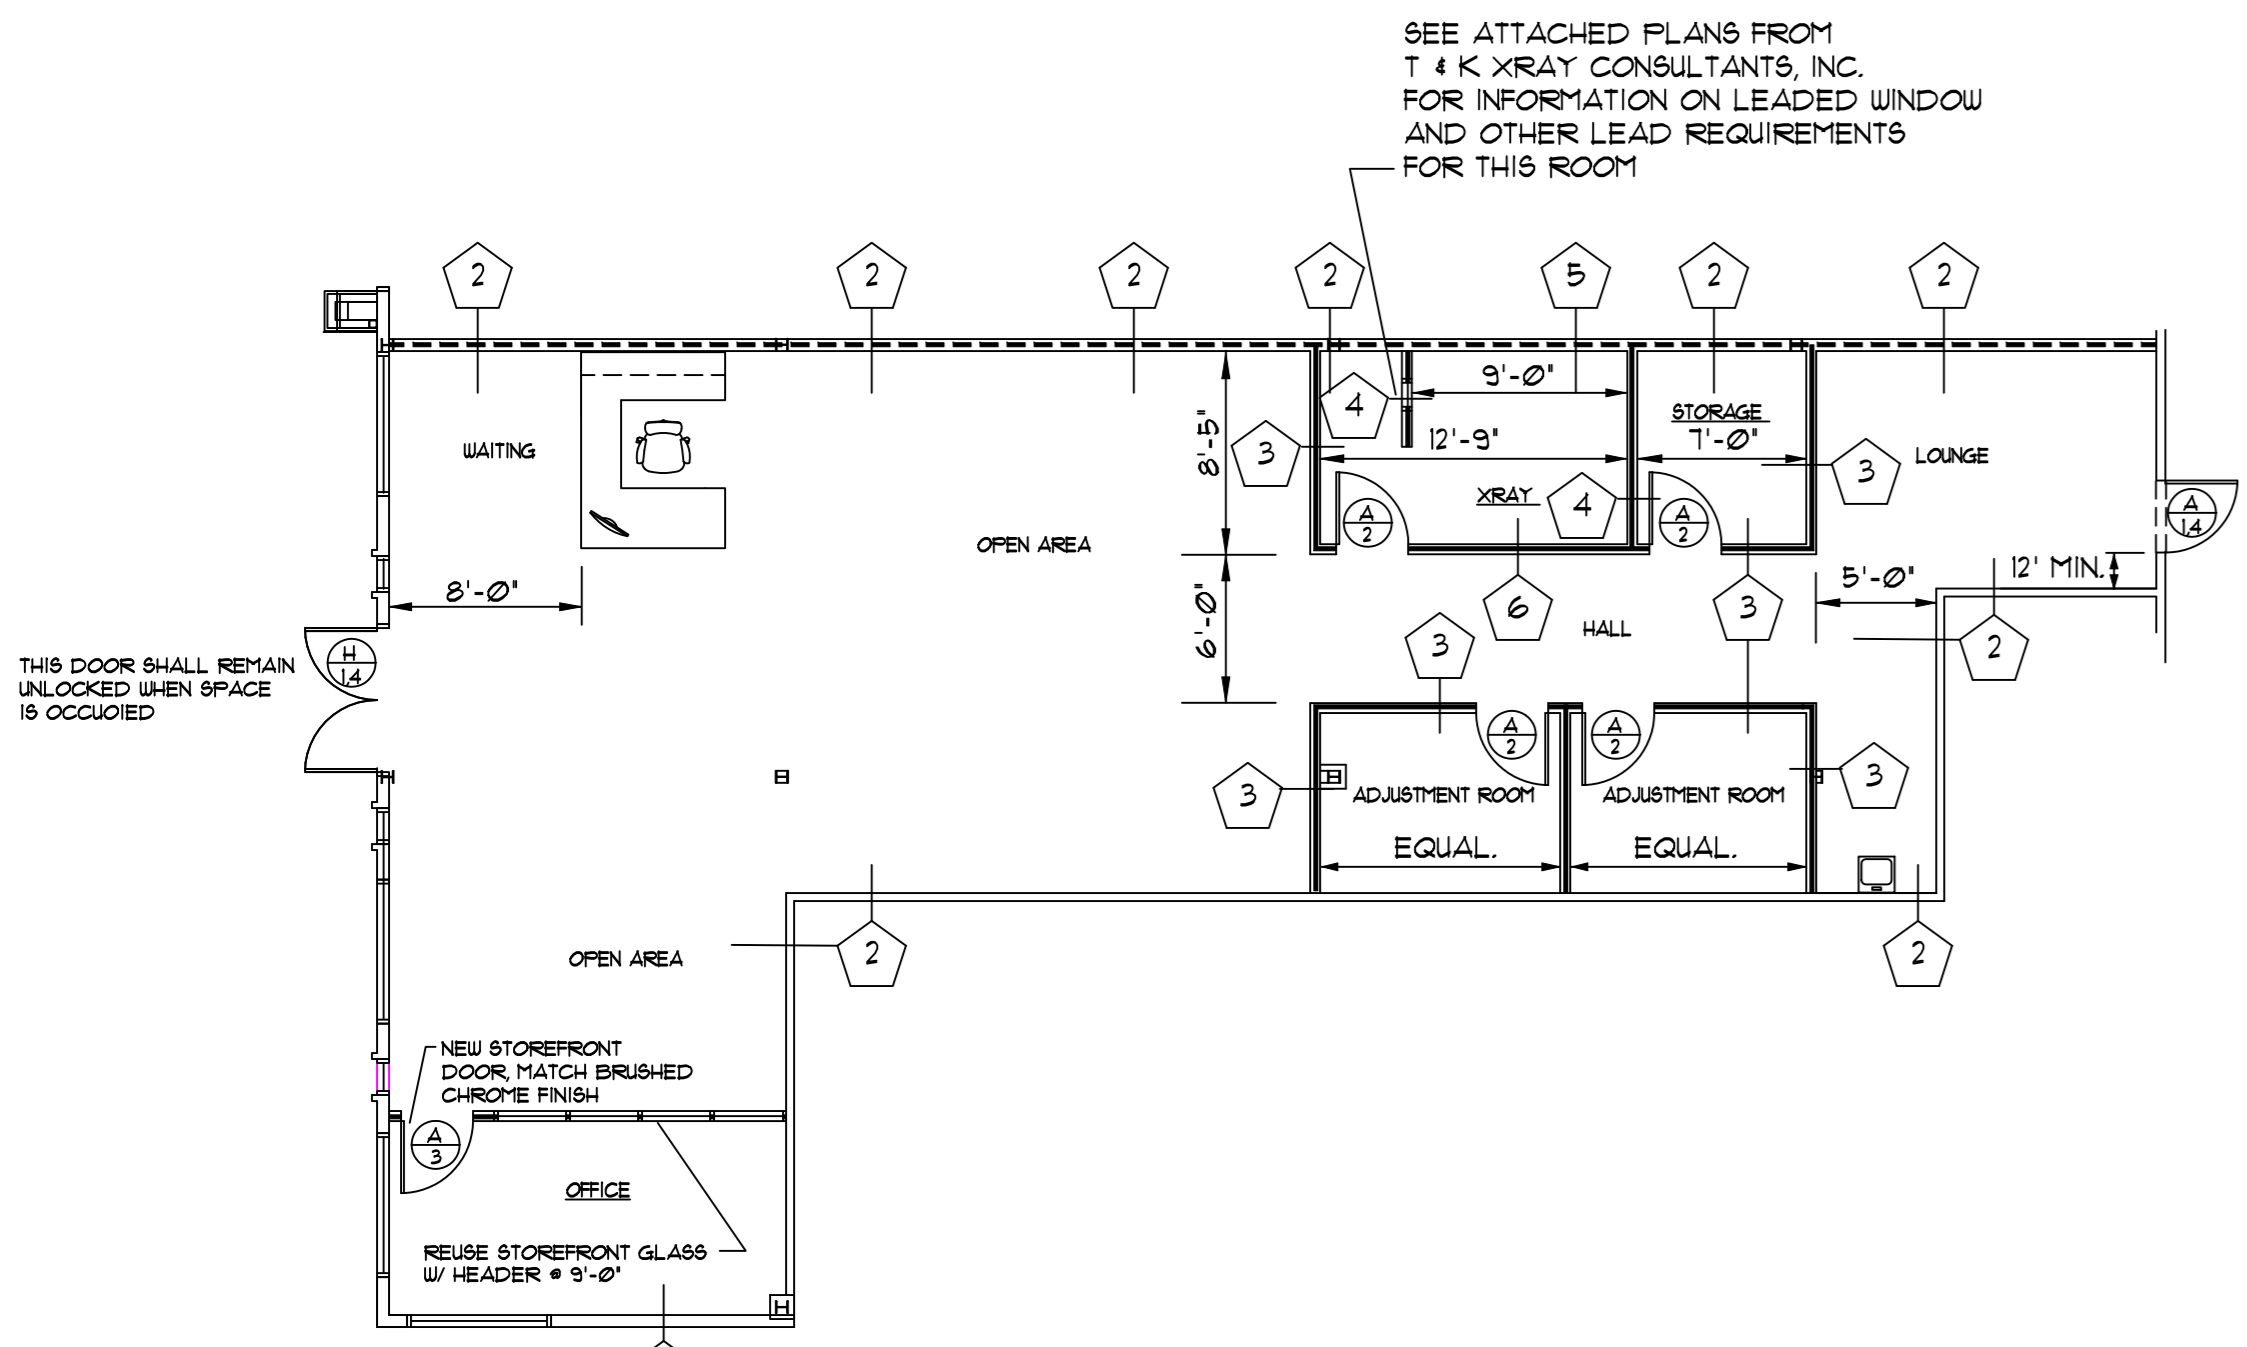 SEE ATTACHED PLANS FROM
T & K XRAY CONSULTANTS, INC.
FOR INFORMATION ON LEADED WINDOW
AND OTHER LEAD REQUIREMENTS
FOR THIS ROOM
2
2
2
2
5
2
2
9'-0"
4
STORAGE
7'-0"
8'-5"
3
12'-9"
3
WAITING
LOUNGE
XRAY
4
A
2
A
2
A
1,4
OPEN AREA
8'-0"
6'-0"
6
3
5'-0"
12' MIN.
HALL
3
2
THIS DOOR SHALL REMAIN
UNLOCKED WHEN SPACE
IS OCCUOIED
H
1,4
A
2
A
2
H
H
H
3
ADJUSTMENT ROOM
ADJUSTMENT ROOM
3
EQUAL.
EQUAL.
OPEN AREA
2
2
NEW STOREFRONT
DOOR, MATCH BRUSHED
CHROME FINISH
A
3
OFFICE
REUSE STOREFRONT GLASS
W/ HEADER @ 9'-0"
H